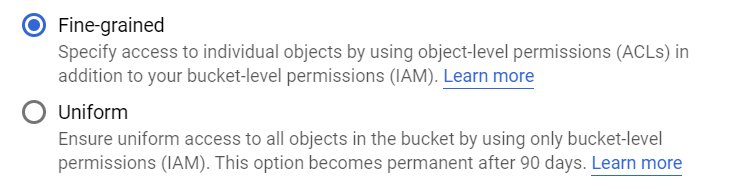 Fine-grained
Specify access to individual objects by using object-level permissions (ACLs) in
addition to your bucket-level permissions (IAM). Learn more
Uniform
Ensure uniform access to all objects in the bucket by using only bucket-level
permissions (IAM). This option becomes permanent after 90 days. Learn more